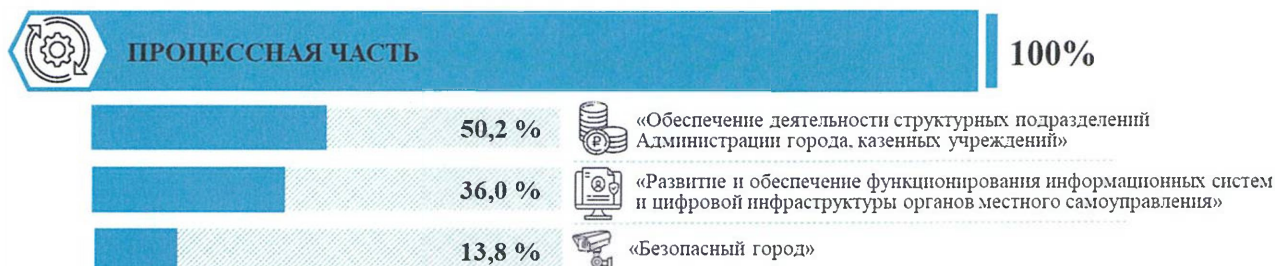 ПРОЦЕССНАЯ ЧАСТЬ
100%
50,2 %
«Обеспечение деятельности структурных подразделений
Администрации города, казенных учреждений»
36,0 %
«Развитие и обеспечение функционирования информационных систем
и цифровой инфраструктуры органов местного самоуправления»
13,8 %
«Безопасный город»